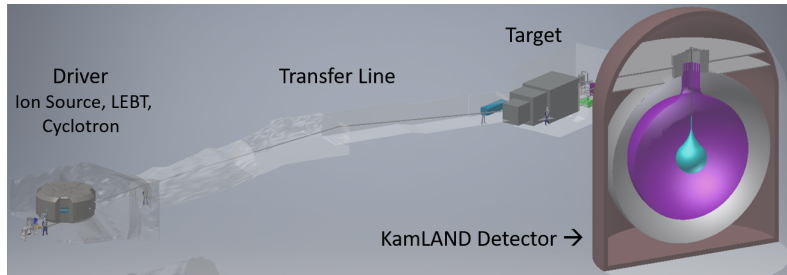 Driver
Ion Source, LEBT,
Cyclotron
Transfer Line
Target
KamLAND Detector →